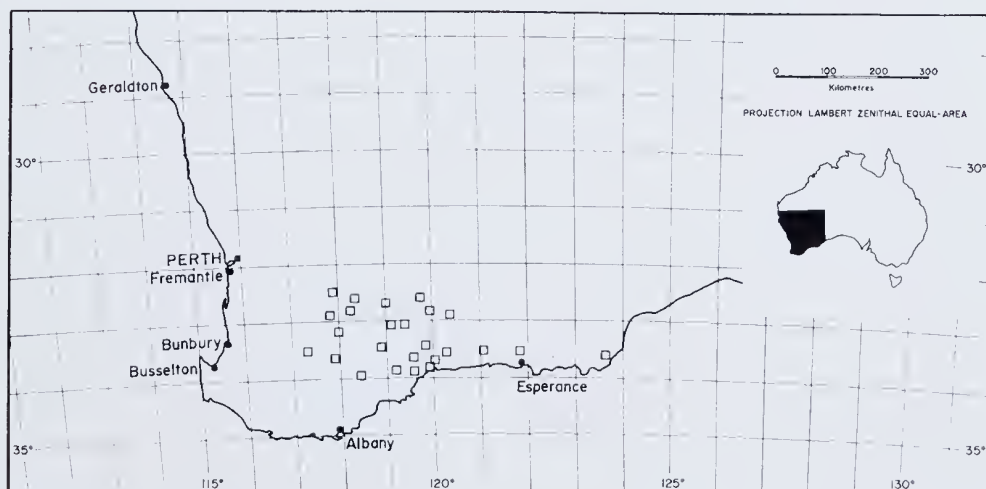 Geraldton
0 100 200 300
Kilometres
PROJECTION LAMBERT ZENITHAL EQUAL-AREA
30°
30°
PERTH
Fremantle
Bunbury
Busselton
Esperance
Albany
35°
35°
115°
120°
125°
130°